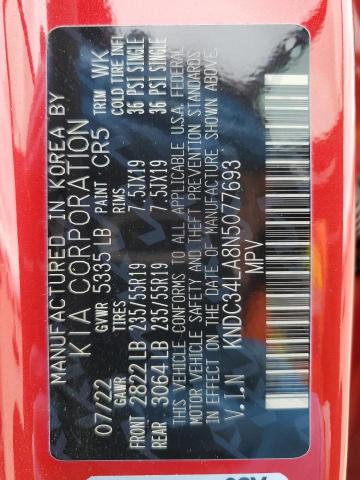 MANUFACTURED IN KOREA BY
KIA CORPORATION
07/22 GVWR 5335 LB PAINT CR5 TRIM WK
GAWR TIRES RIMS COLD TIRE INF.
FRONT 2822 LB 235/55R19 7.5JX19 36 PSI SINGLE
REAR 3064 LB 235/55R19 7.5JX19 36 PSI SINGLE
THIS VEHICLE CONFORMS TO ALL APPLICABLE U.S.A. FEDERAL
MOTOR VEHICLE SAFETY AND THEFT PREVENTION STANDARDS
IN EFFECT ON THE DATE OF MANUFACTURE SHOWN ABOVE.
V.I.N KNDC34LA8N5077693
MPV